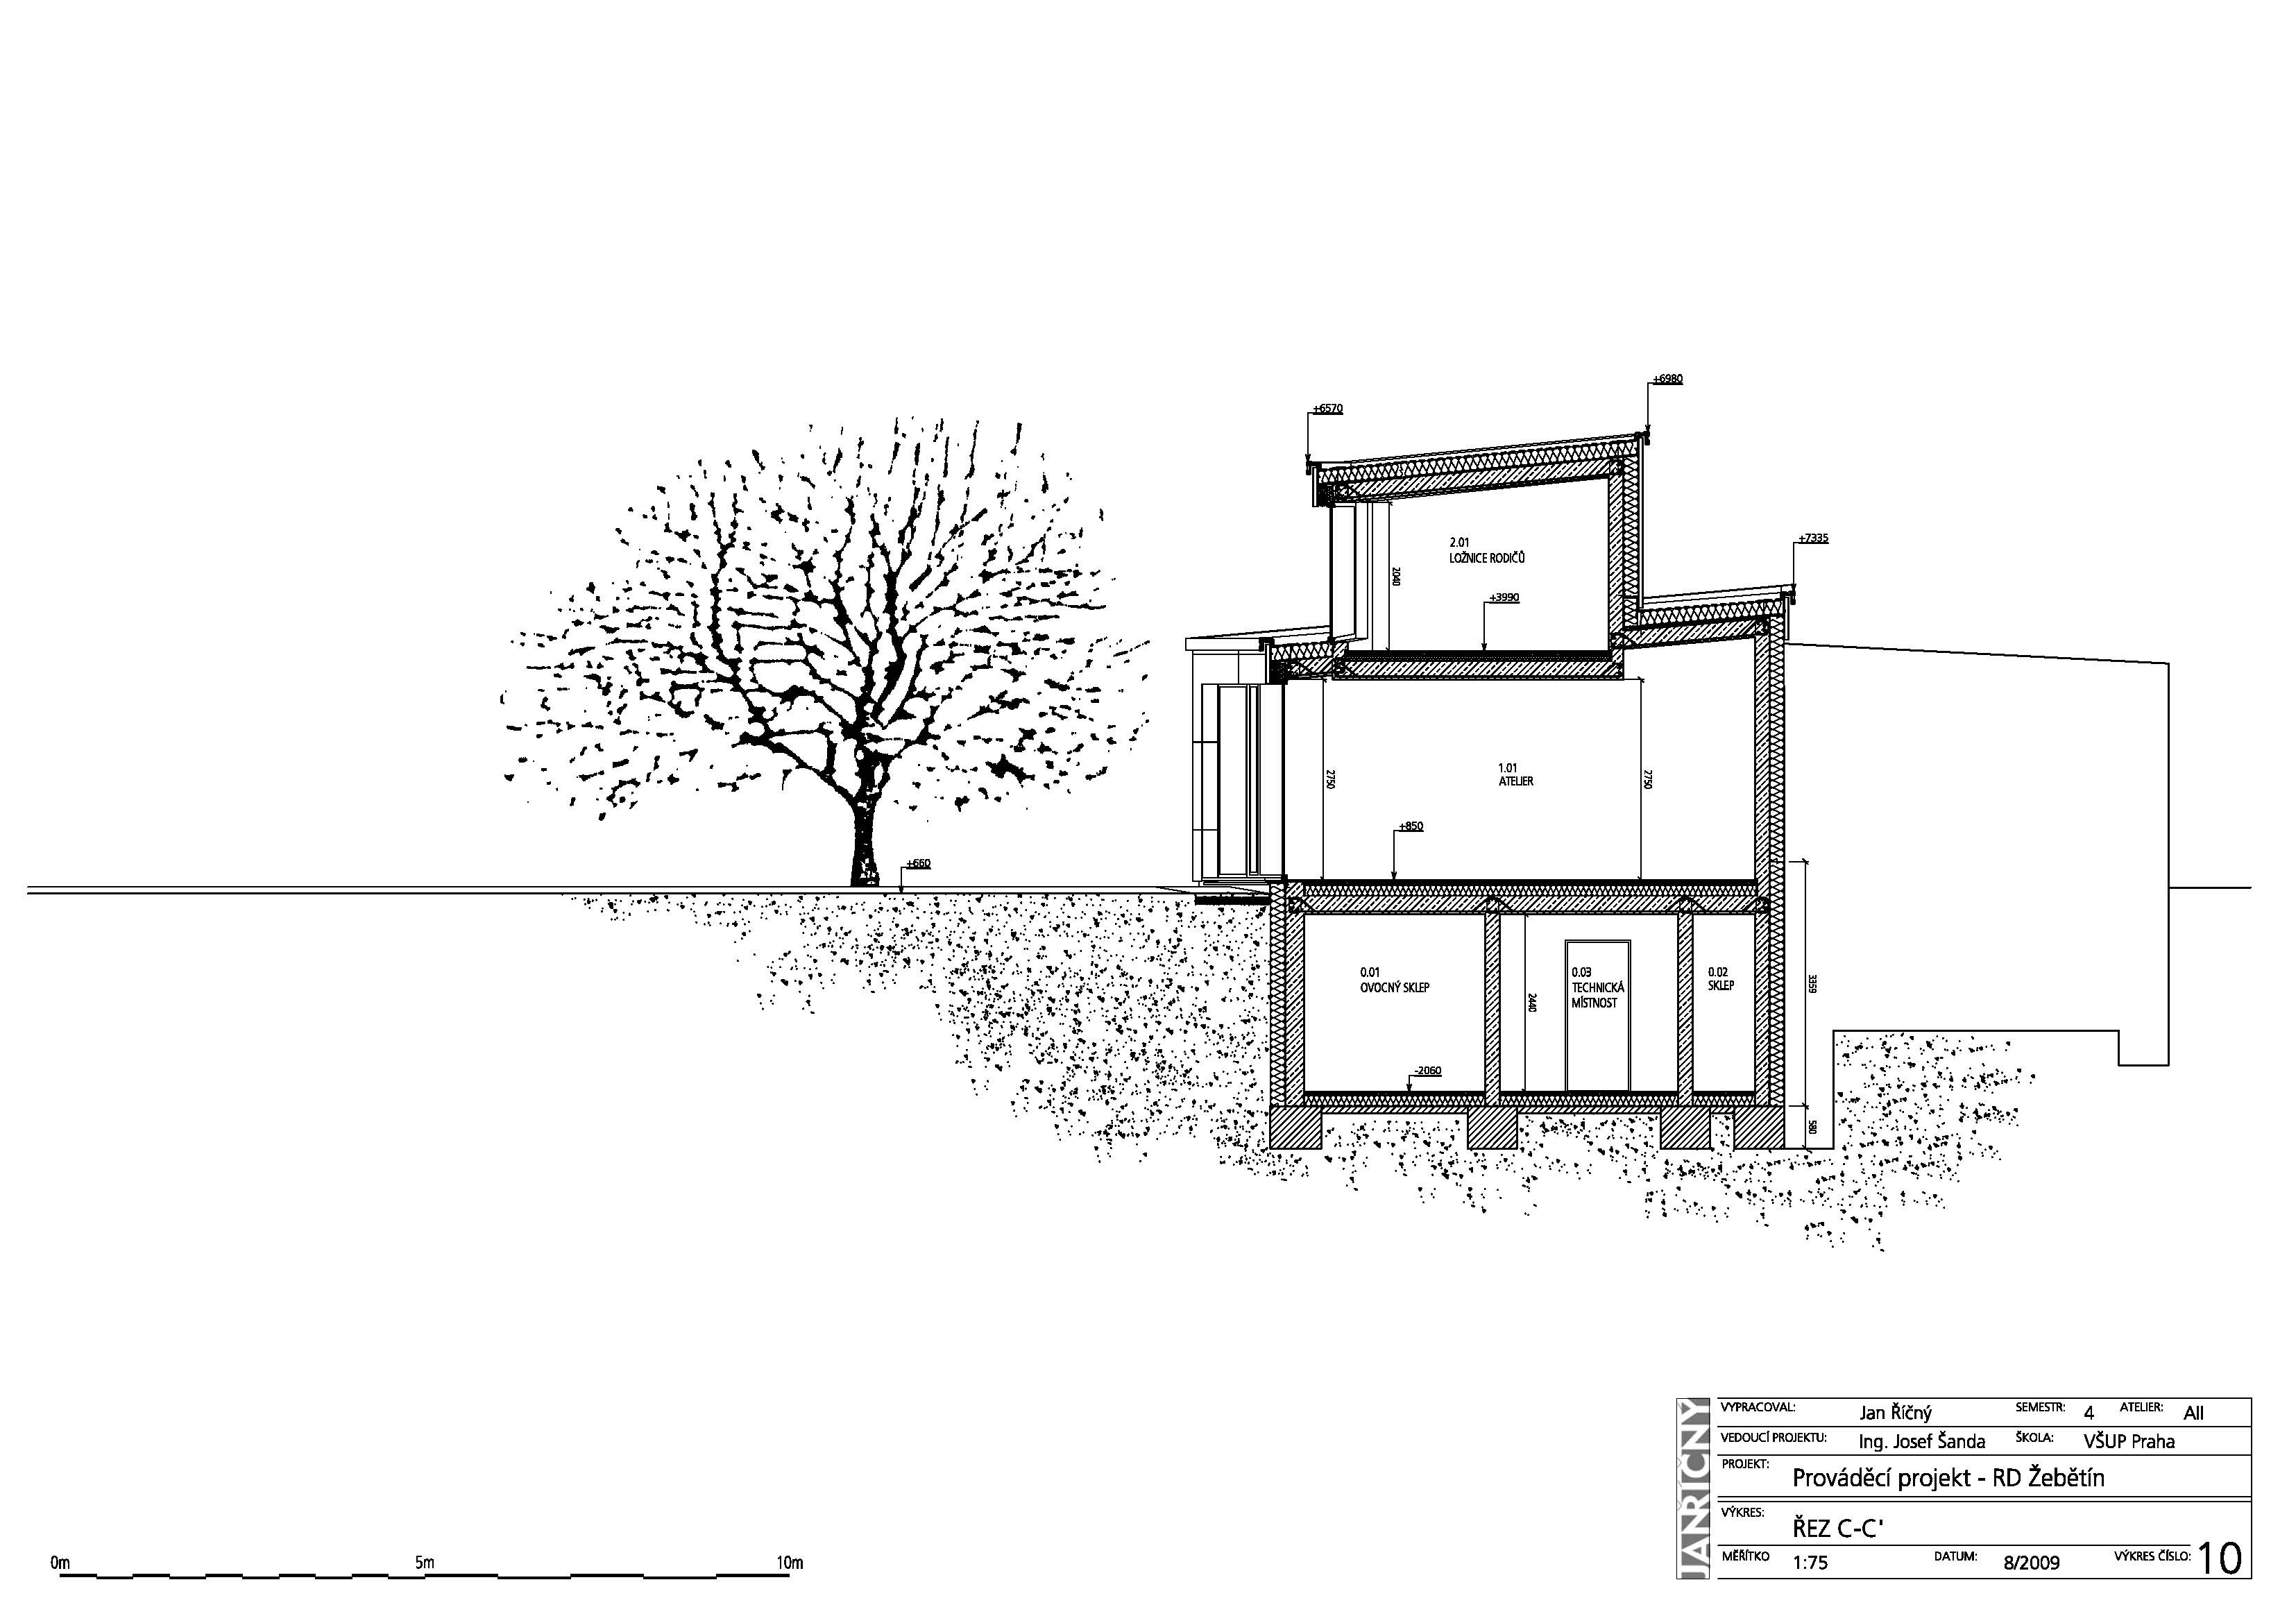 +6980
+6570
+7335
2.01
LOŽNICE RODIČŮ
2040
+3990
1.01
ATELIER
2750
2750
+850
+660
0.01
OVOCNÝ SKLEP
0.03
TECHNICKÁ
MÍSTNOST
0.02
SKLEP
2440
3359
-2060
580
JANŘÍČNÝ
VYPRACOVAL: Jan Říčný SEMESTR: 4 ATELIER: AII
VEDOUCÍ PROJEKTU: Ing. Josef Šanda ŠKOLA: VŠUP Praha
PROJEKT: Prováděcí projekt - RD Žebětín
VÝKRES: ŘEZ C-C'
MĚŘÍTKO 1:75 DATUM: 8/2009 VÝKRES ČÍSLO: 10
0m 5m 10m